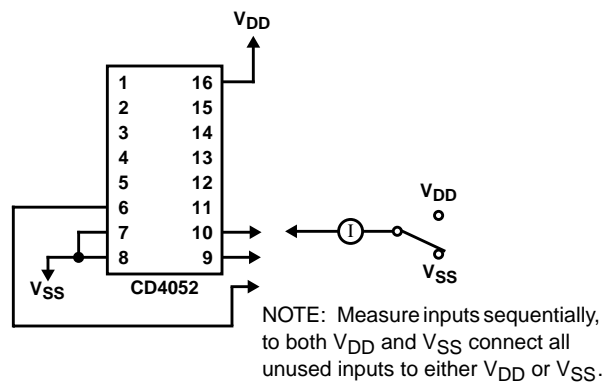 VDD
1 16
2 15
3 14
4 13
5 12
6 11
7 10
8 9
VSS
CD4052
I
VDD
VSS
NOTE: Measure inputs sequentially,
to both VDD and VSS connect all
unused inputs to either VDD or VSS.